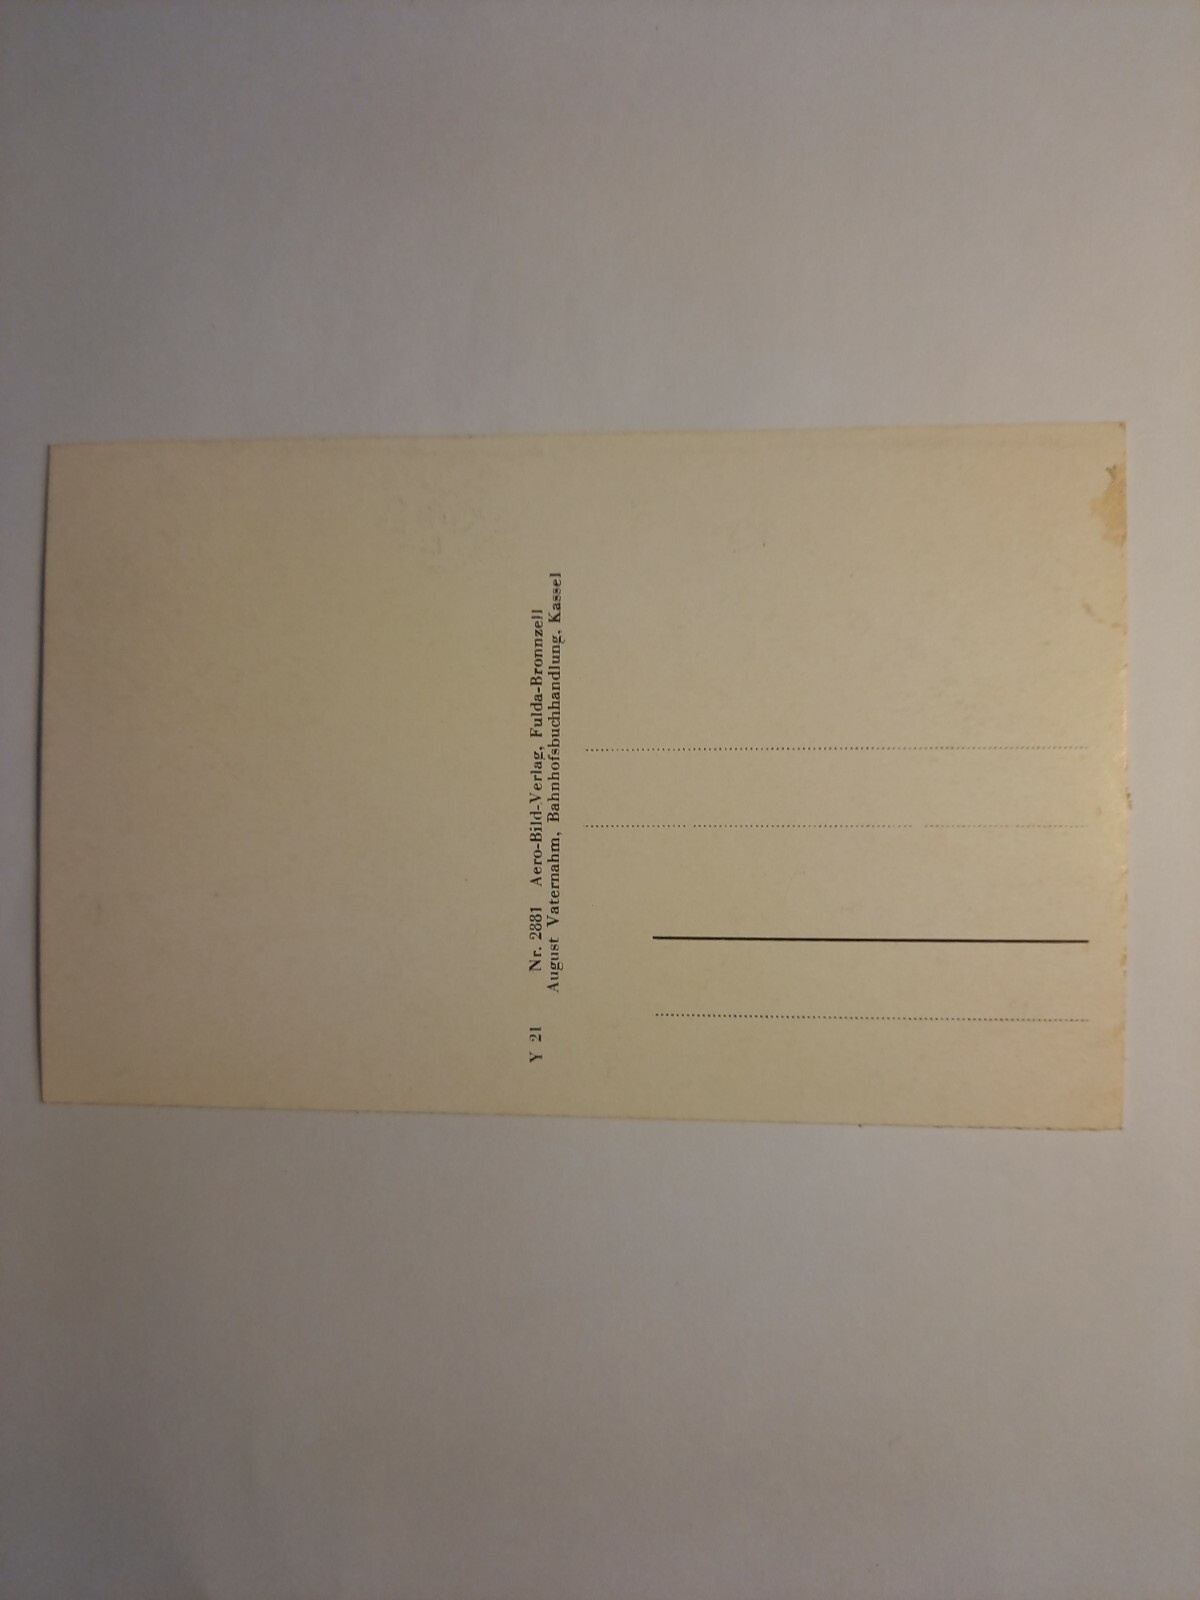 Y 21 Nr. 2881 Aero-Bild-Verlag, Fulda-Bronnzell
August Vaternahm, Bahnhofsbuchhandlung, Kassel